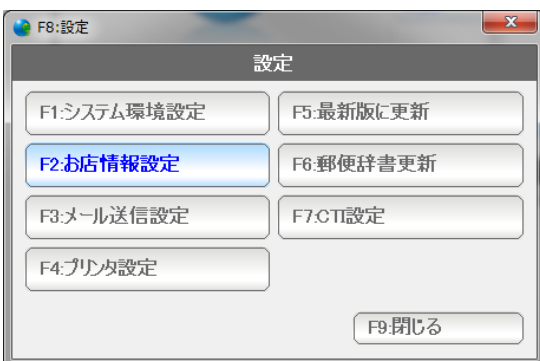 F8:設定
設定
F1:システム環境設定
F5:最新版に更新
F2:お店情報設定
F6:郵便辞書更新
F3:メール送信設定
F7:CTI設定
F4:プリンタ設定
F9:閉じる